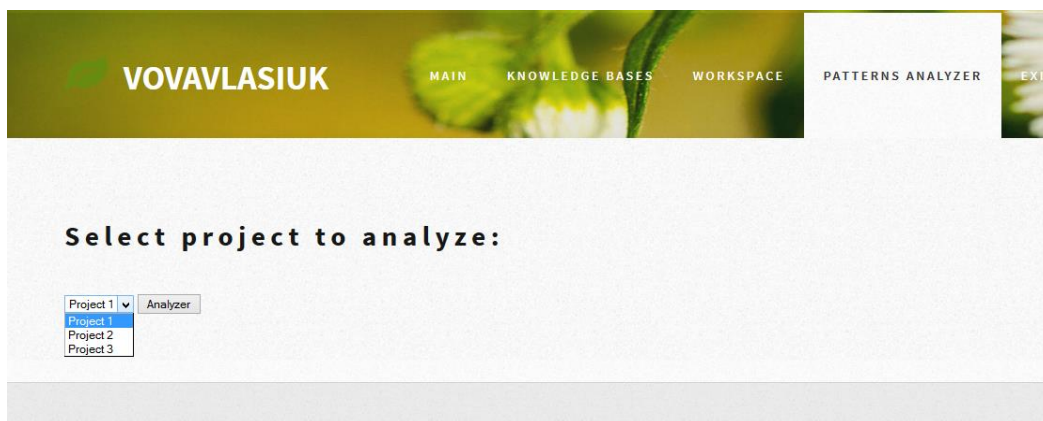 VOVAVLASIUK
MAIN KNOWLEDGE BASES WORKSPACE PATTERNS ANALYZER
Select project to analyze:
Project 1 Analyzer
Project 1
Project 2
Project 3